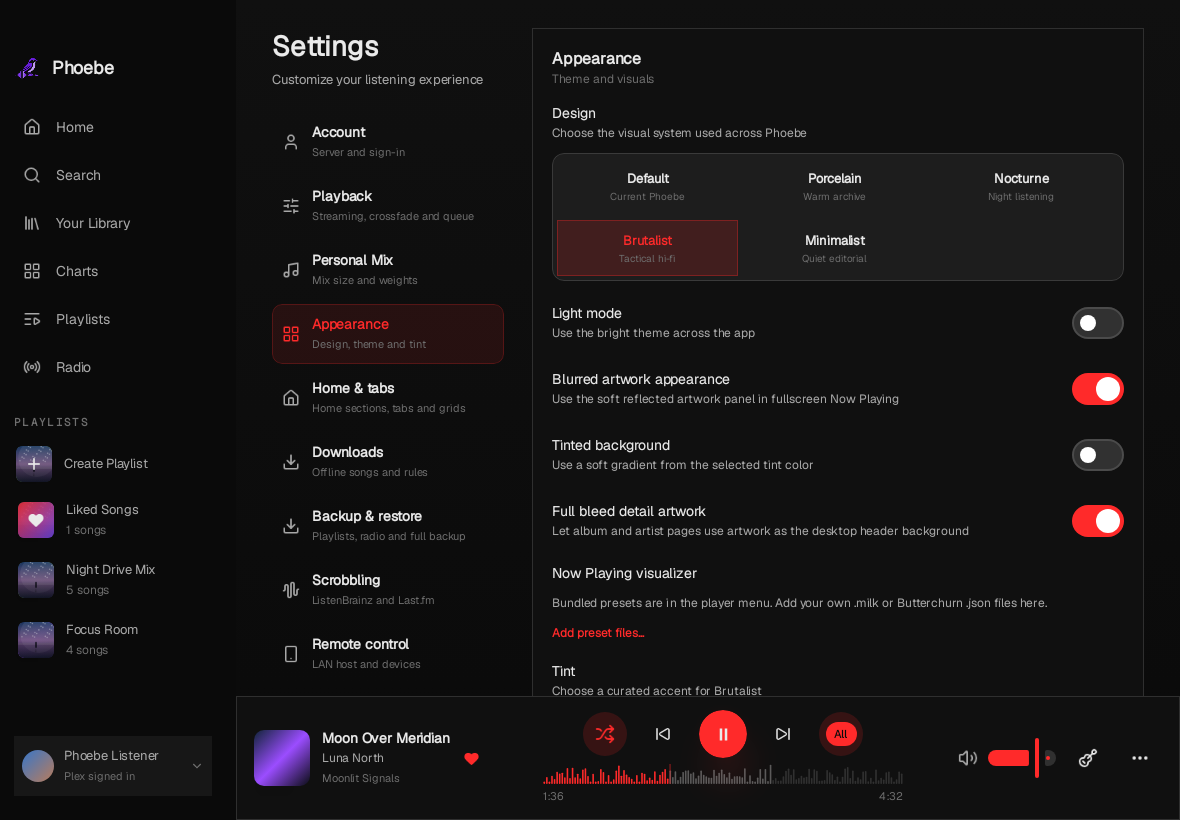 Phoebe
Home
Search
Your Library
Charts
Playlists
Radio
PLAYLISTS
Create Playlist
Liked Songs
1 songs
Night Drive Mix
5 songs
Focus Room
4 songs
Phoebe Listener
Plex signed in
Settings
Customize your listening experience
Account
Server and sign-in
Playback
Streaming, crossfade and queue
Personal Mix
Mix size and weights
Appearance
Design, theme and tint
Home & tabs
Home sections, tabs and grids
Downloads
Offline songs and rules
Backup & restore
Playlists, radio and full backup
Scrobbling
ListenBrainz and Last.fm
Remote control
LAN host and devices
Appearance
Theme and visuals
Design
Choose the visual system used across Phoebe
Default
Current Phoebe
Porcelain
Warm archive
Nocturne
Night listening
Brutalist
Tactical hi-fi
Minimalist
Quiet editorial
Light mode
Use the bright theme across the app
Blurred artwork appearance
Use the soft reflected artwork panel in fullscreen Now Playing
Tinted background
Use a soft gradient from the selected tint color
Full bleed detail artwork
Let album and artist pages use artwork as the desktop header background
Now Playing visualizer
Bundled presets are in the player menu. Add your own .milk or Butterchurn .json files here.
Add preset files…
Tint
Choose a curated accent for Brutalist
Moon Over Meridian
Luna North
Moonlit Signals
All
1:36
4:32